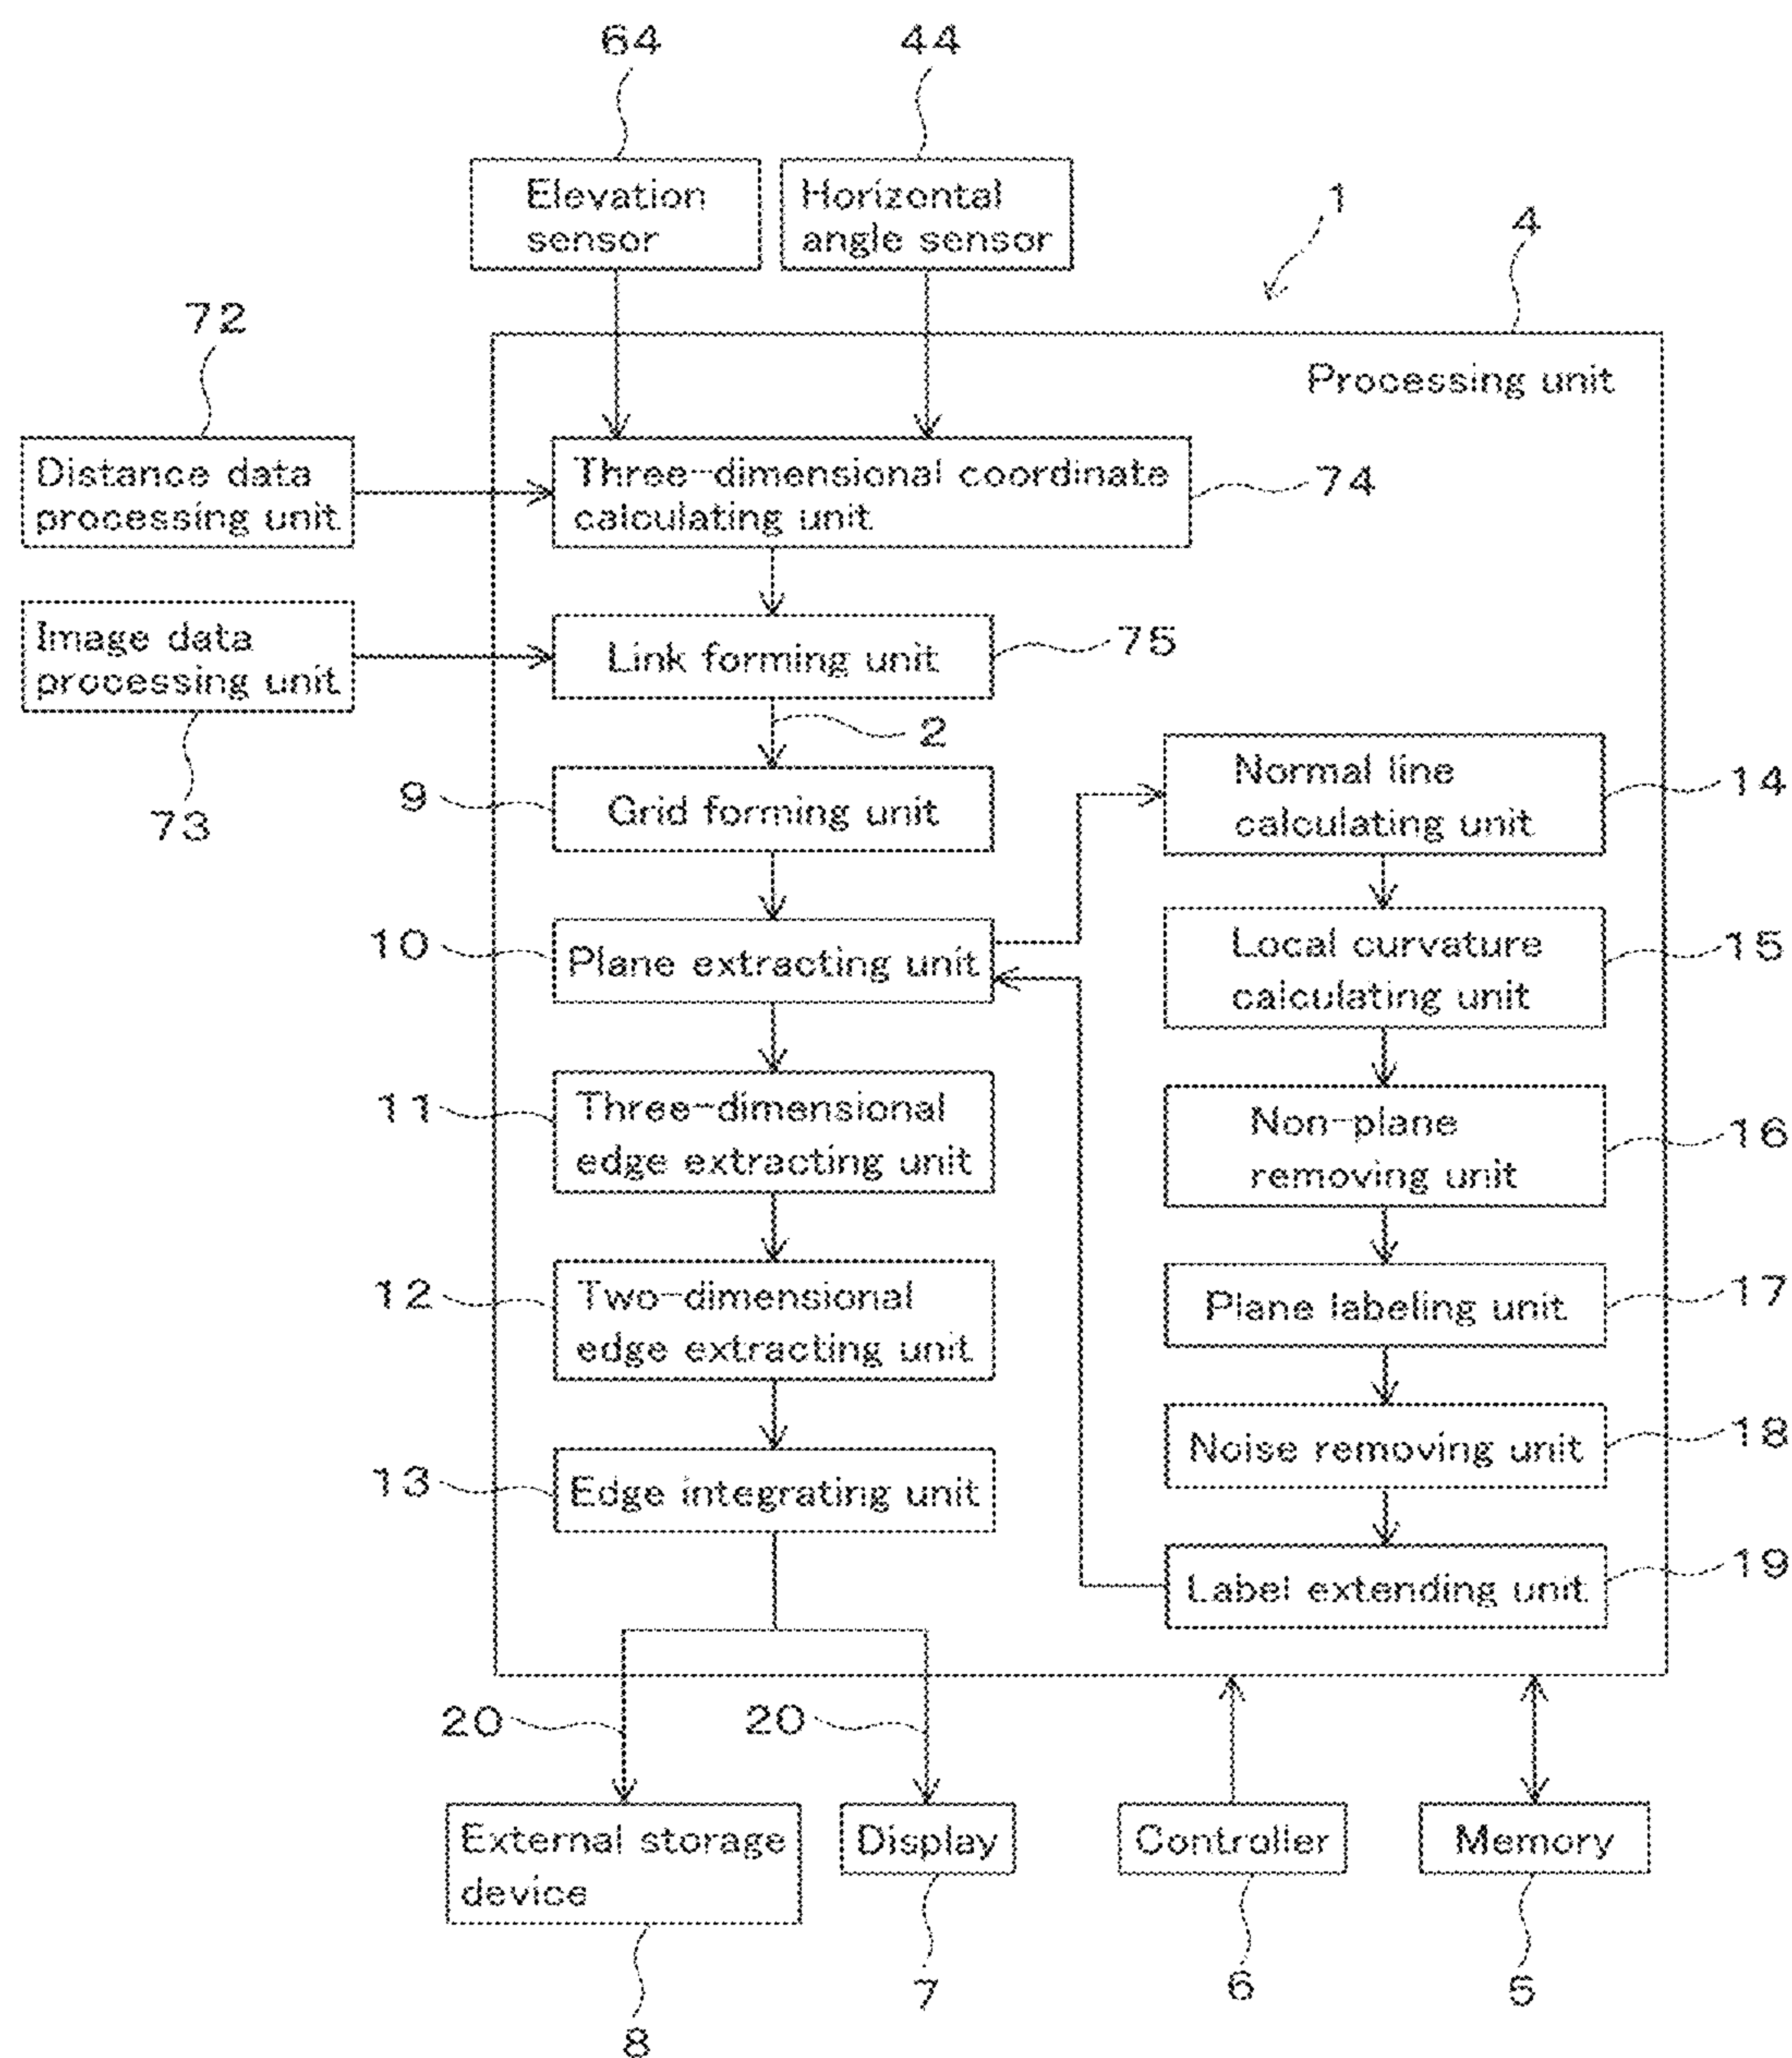 64
44
Elevation
sensor
Horizontal
angle sensor
1
4
72
Processing unit
Distance data
processing unit
Three-dimensional coordinate
calculating unit
74
Image data
processing unit
Link forming unit
75
73
2
9
Grid forming unit
Normal line
calculating unit
14
10
Plane extracting unit
Local curvature
calculating unit
15
11
Three-dimensional
edge extracting unit
Non-plane
removing unit
16
12
Two-dimensional
edge extracting unit
Plane labeling unit
17
13
Edge integrating unit
Noise removing unit
18
Label extending unit
19
20
20
External storage
device
Display
Controller
Memory
8
7
6
5